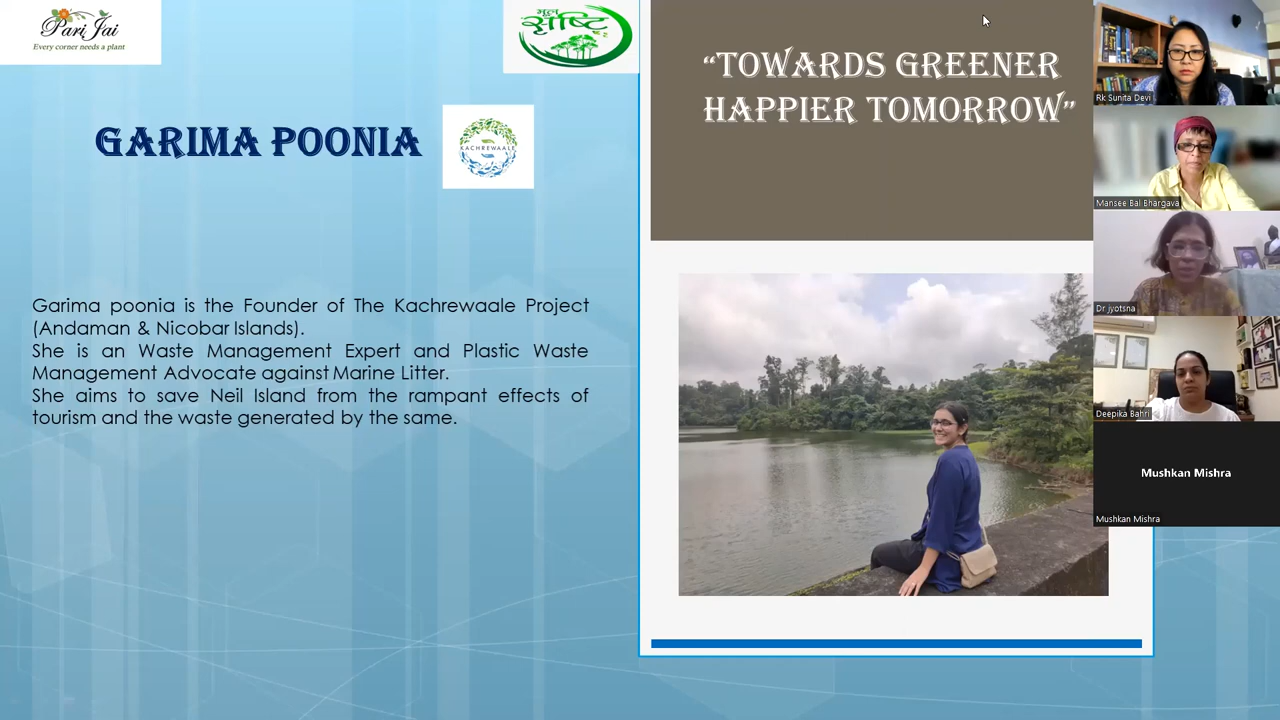 Pari Jai
Every corner needs a plant
मूल
सृष्टि
GARIMA POONIA
KACHREWAALE
Garima poonia is the Founder of The Kachrewaale Project
(Andaman & Nicobar Islands).
She is an Waste Management Expert and Plastic Waste
Management Advocate against Marine Litter.
She aims to save Neil Island from the rampant effects of
tourism and the waste generated by the same.
“TOWARDS GREENER
HAPPIER TOMORROW”
Rk Sunita Devi
Mansee Bal Bhargava
Dr jyotsna
Deepika Bahri
Mushkan Mishra
Mushkan Mishra